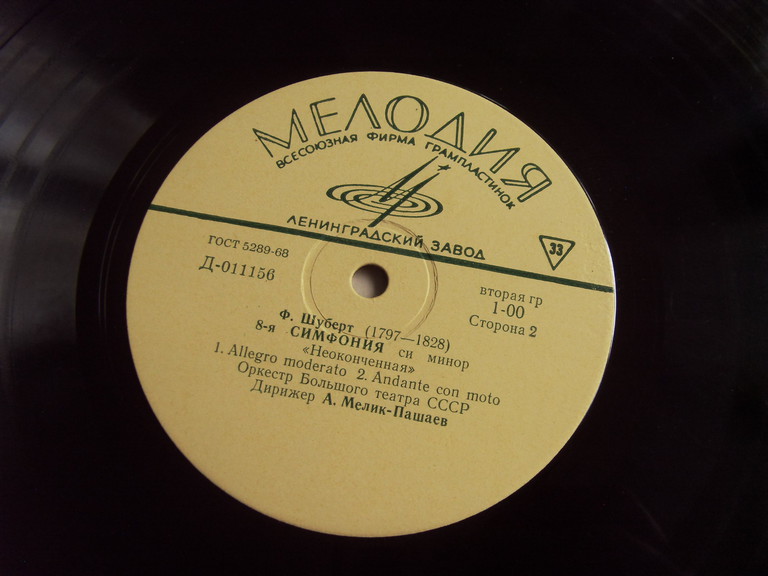 МЕЛОДИЯ
ВСЕСОЮЗНАЯ ФИРМА ГРАМПЛАСТИНОК
ЛЕНИНГРАДСКИЙ ЗАВОД
33
ГОСТ 5289-68
Д-011156
вторая гр
1-00
Сторона 2
Ф. Шуберт (1797—1828)
8-я СИМФОНИЯ си минор
«Неоконченная»
1. Allegro moderato 2. Andante con moto
Оркестр Большого театра СССР
Дирижер А. Мелик-Пашаев